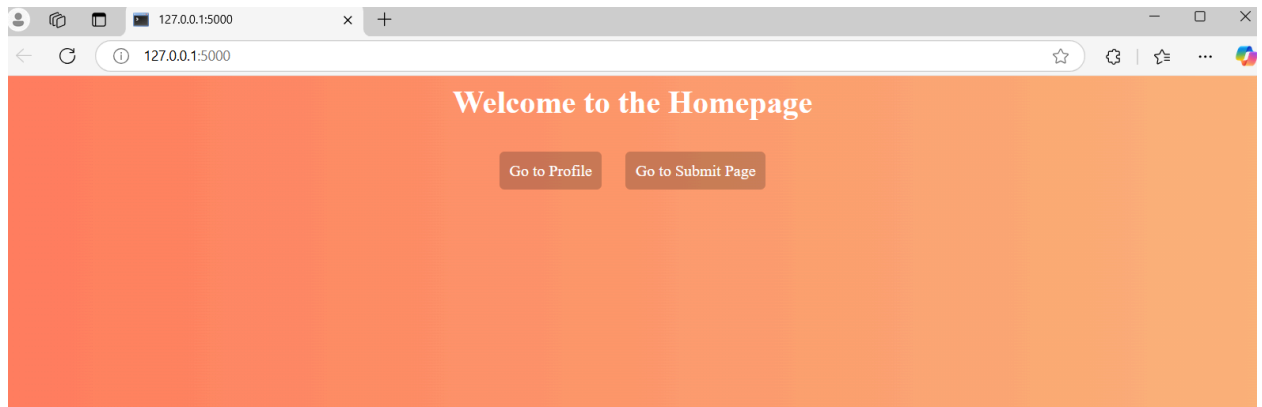 127.0.0.1:5000
127.0.0.1:5000
Welcome to the Homepage
Go to Profile
Go to Submit Page